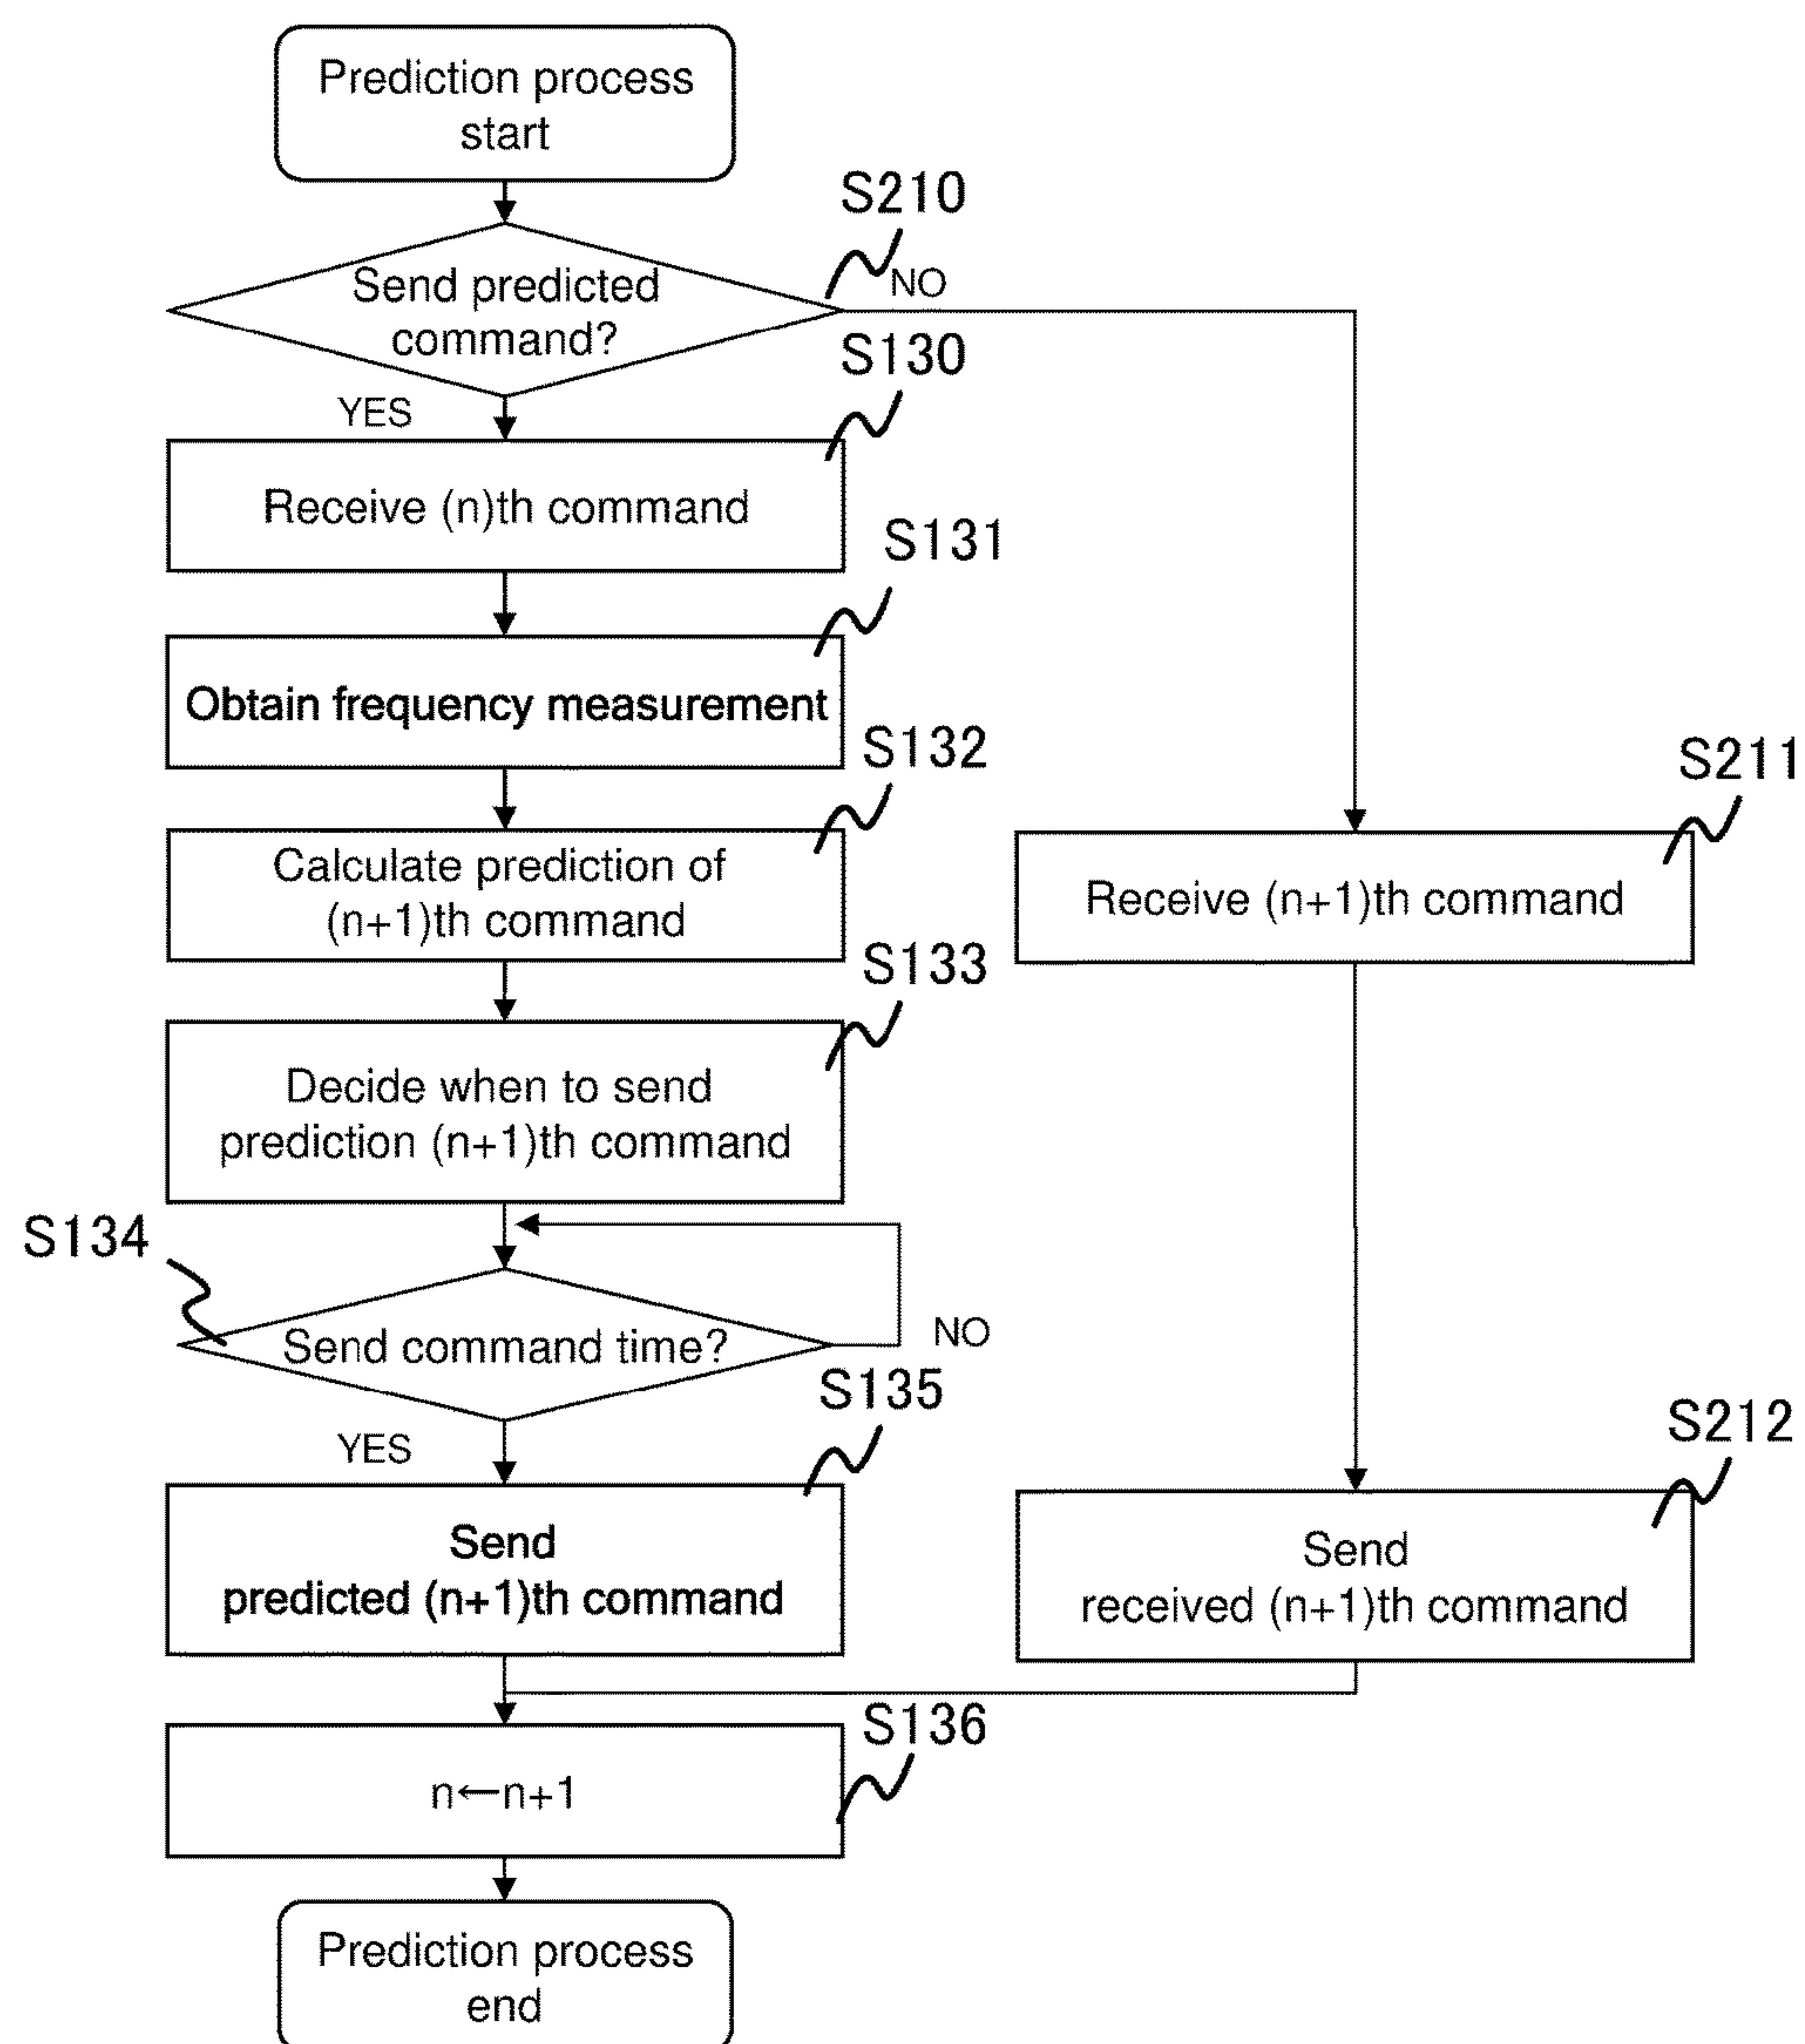 Prediction process
start
S210
Send predicted
command?
NO
S130
YES
Receive (n)th command
S131
Obtain frequency measurement
S132
S211
Calculate prediction of
(n+1)th command
Receive (n+1)th command
S133
Decide when to send
prediction (n+1)th command
S134
Send command time?
NO
S135
YES
S212
Send
predicted (n+1)th command
Send
received (n+1)th command
S136
n←n+1
Prediction process
end